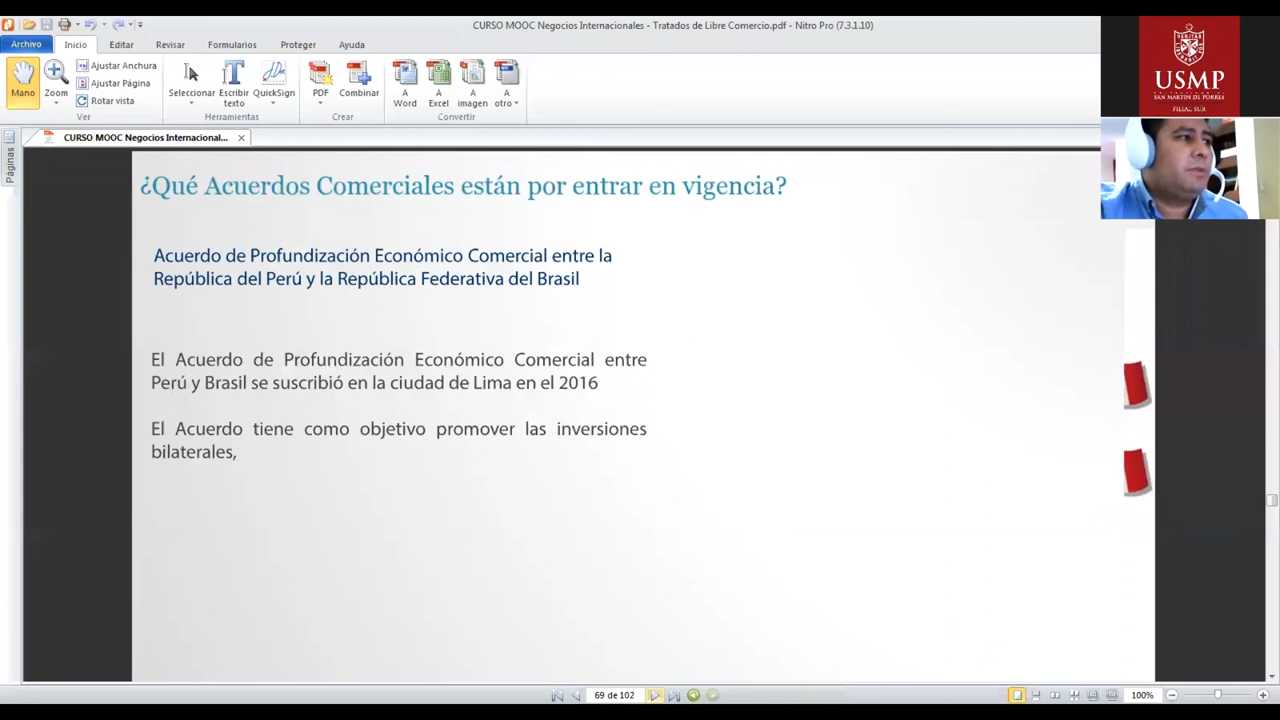 CURSO MOOC Negocios Internacionales - Tratados de Libre Comercio.pdf - Nitro Pro (7.3.1.10)
Archivo Inicio Editar Revisar Formularios Proteger Ayuda
Mano
Zoom
Ajustar Anchura
Ajustar Página
Rotar vista
Ver
Seleccionar
Escribir texto
QuickSign
Herramientas
PDF
Combinar
Crear
A Word
A Excel
A imagen
A otro
Convertir
USMP
UNIVERSIDAD DE
SAN MARTIN DE PORRES
FILIAL SUR
CURSO MOOC Negocios Internacional...
Páginas
¿Qué Acuerdos Comerciales están por entrar en vigencia?
Acuerdo de Profundización Económico Comercial entre la
República del Perú y la República Federativa del Brasil
El Acuerdo de Profundización Económico Comercial entre
Perú y Brasil se suscribió en la ciudad de Lima en el 2016
El Acuerdo tiene como objetivo promover las inversiones
bilaterales,
69 de 102
100%